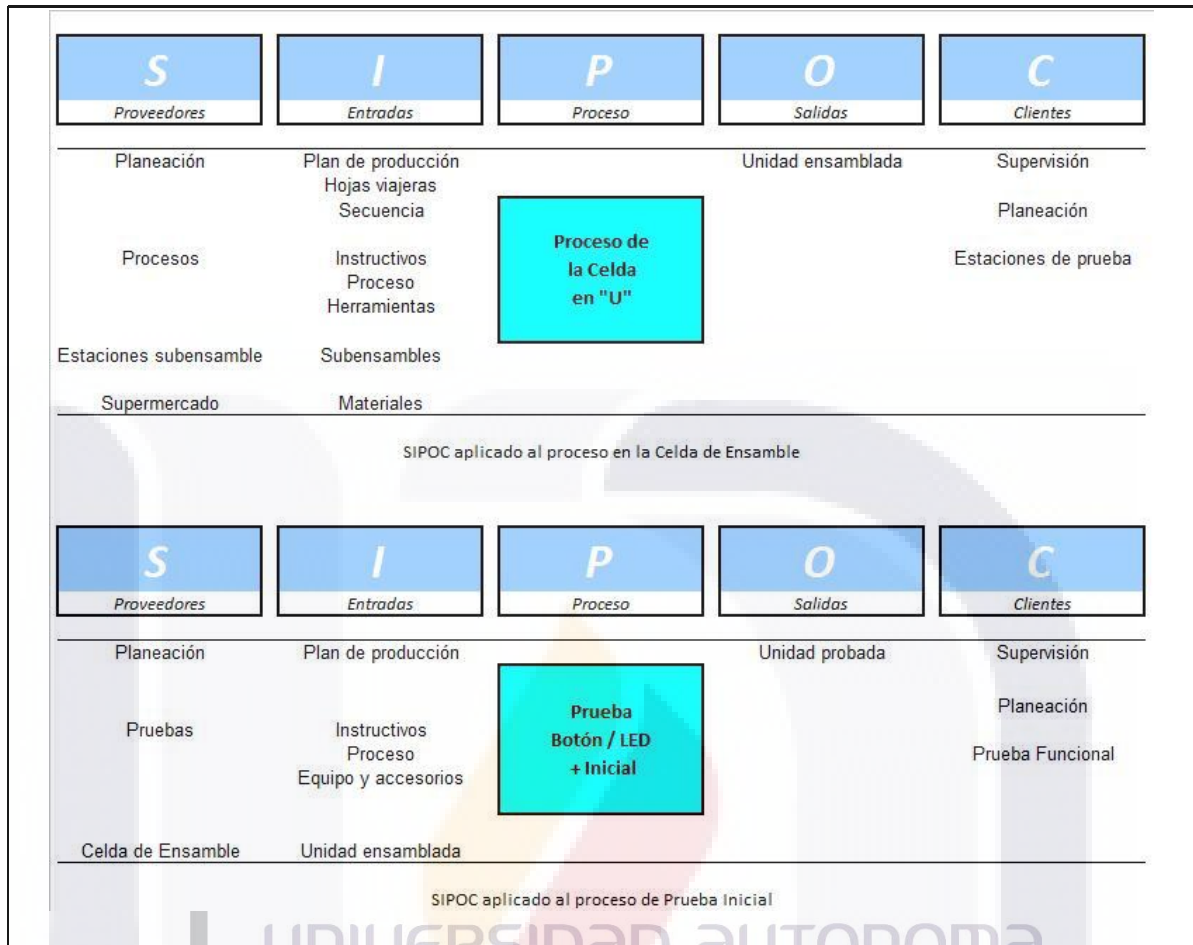 S I P O C
Proveedores Entradas Proceso Salidas Clientes
Planeación Plan de producción Unidad ensamblada Supervisión
Hojas viajeras
Secuencia Planeación
Proceso de
la Celda
en "U"
Procesos Instructivos Estaciones de prueba
Proceso
Herramientas
Estaciones subensamble Subensambles
Supermercado Materiales
SIPOC aplicado al proceso en la Celda de Ensamble
S I P O C
Proveedores Entradas Proceso Salidas Clientes
Planeación Plan de producción Unidad probada Supervisión
Planeación
Prueba
Botón / LED
+ Inicial
Pruebas Instructivos
Proceso Prueba Funcional
Equipo y accesorios
Celda de Ensamble Unidad ensamblada
SIPOC aplicado al proceso de Prueba Inicial
UNIVERSIDAD AUTONOMA